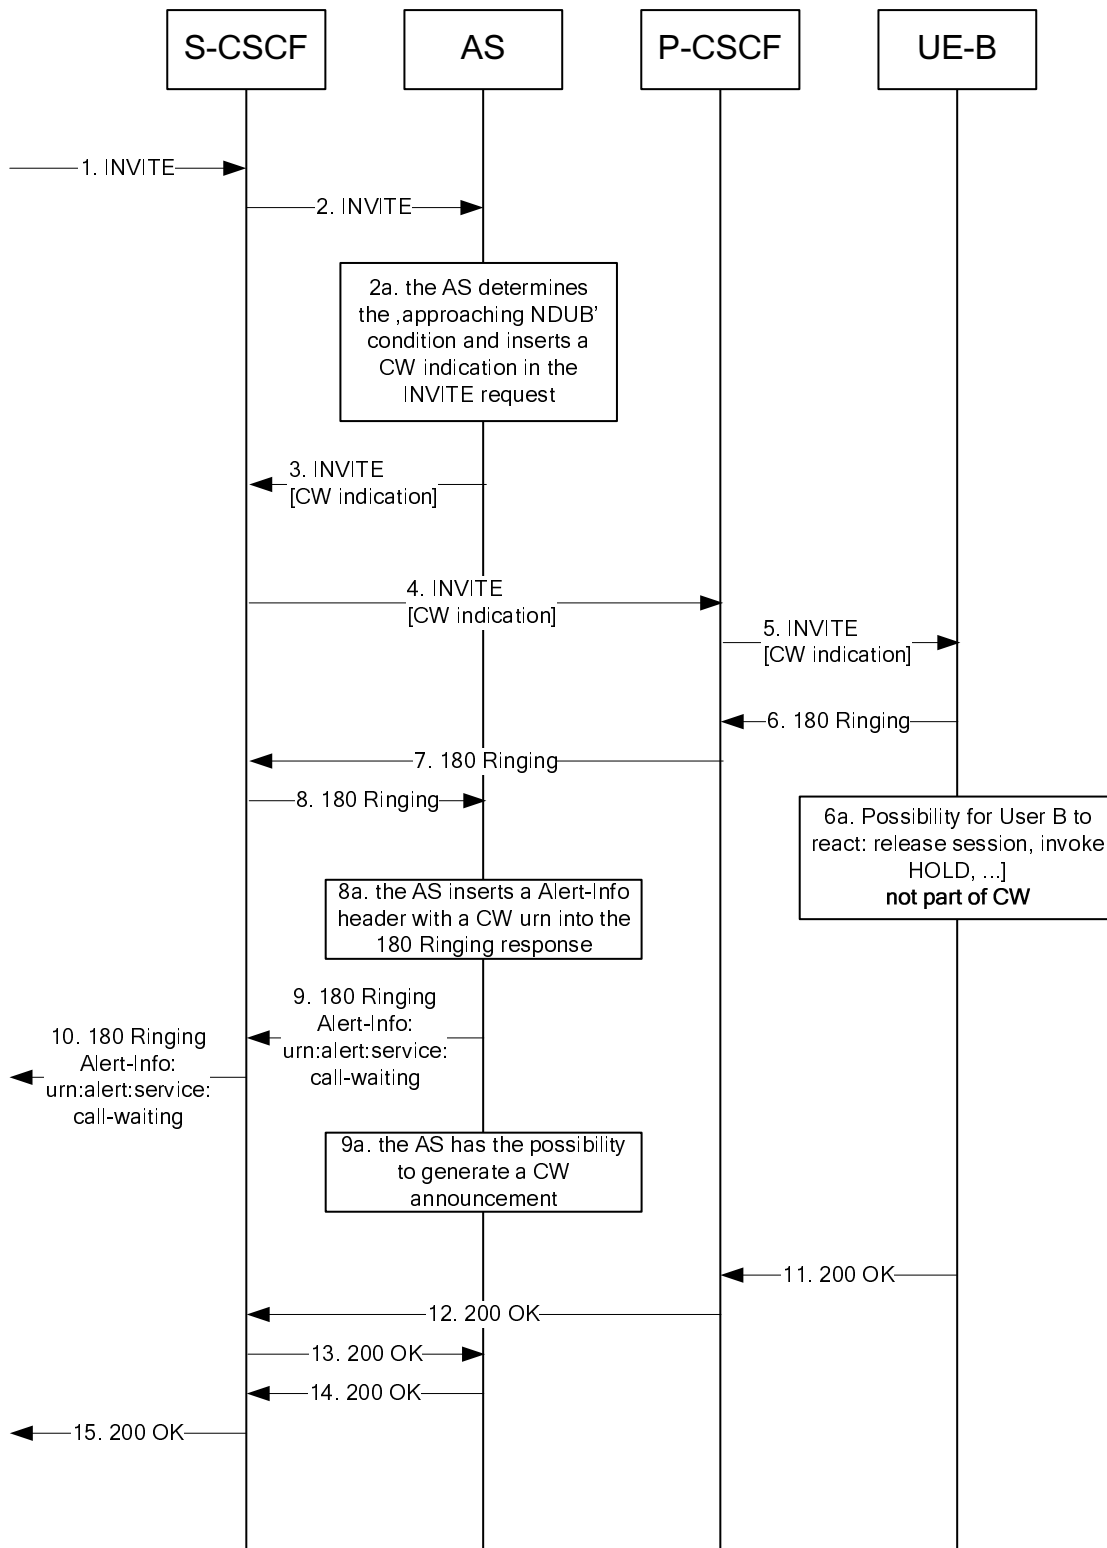 S-CSCF
AS
P-CSCF
UE-B
1. INVITE
2. INVITE
2a. the AS determines
the ‚approaching NDUB’
condition and inserts a
CW indication in the
INVITE request
3. INVITE
[CW indication]
4. INVITE
[CW indication]
5. INVITE
[CW indication]
6. 180 Ringing
7. 180 Ringing
8. 180 Ringing
6a. Possibility for User B to
react: release session, invoke
HOLD, ...]
not part of CW
8a. the AS inserts a Alert-Info
header with a CW urn into the
180 Ringing response
9. 180 Ringing
Alert-Info:
urn:alert:service:
call-waiting
10. 180 Ringing
Alert-Info:
urn:alert:service:
call-waiting
9a. the AS has the possibility
to generate a CW
announcement
11. 200 OK
12. 200 OK
13. 200 OK
14. 200 OK
15. 200 OK